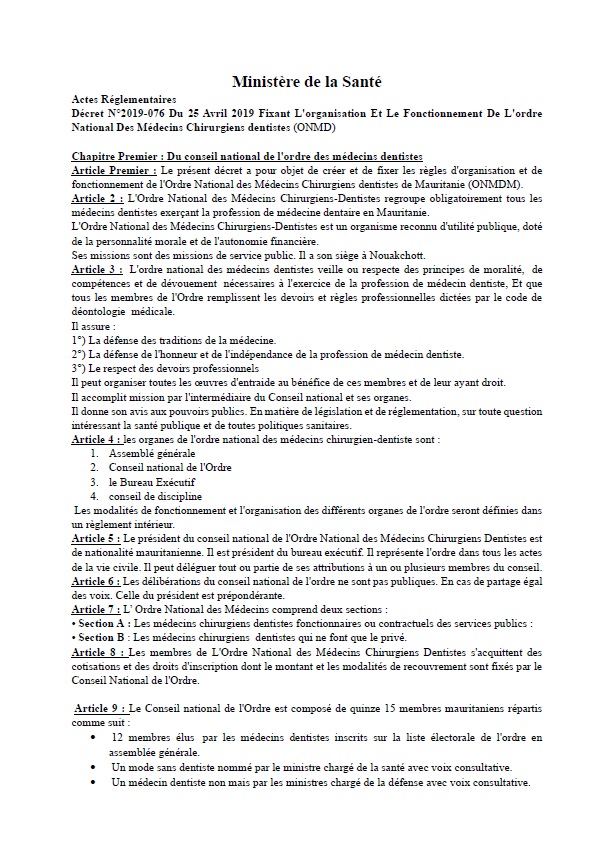 Ministère de la Santé
Actes Réglementaires
Décret N°2019-076 Du 25 Avril 2019 Fixant L'organisation Et Le Fonctionnement De L'ordre
National Des Médecins Chirurgiens dentistes (ONMD)
Chapitre Premier : Du conseil national de l'ordre des médecins dentistes
Article Premier : Le présent décret a pour objet de créer et de fixer les règles d'organisation et de
fonctionnement de l'Ordre National des Médecins Chirurgiens dentistes de Mauritanie (ONMDM).
Article 2 : L'Ordre National des Médecins Chirurgiens-Dentistes regroupe obligatoirement tous les
médecins dentistes exerçant la profession de médecine dentaire en Mauritanie.
L'Ordre National des Médecins Chirurgiens-Dentistes est un organisme reconnu d'utilité publique, doté
de la personnalité morale et de l'autonomie financière.
Ses missions sont des missions de service public. Il a son siège à Nouakchott.
Article 3 : L'ordre national des médecins dentistes veille ou respecte des principes de moralité, de
compétences et de dévouement nécessaires à l'exercice de la profession de médecin dentiste, Et que
tous les membres de l'Ordre remplissent les devoirs et règles professionnelles dictées par le code de
déontologie médicale.
Il assure :
1°) La défense des traditions de la médecine.
2°) La défense de l'honneur et de l'indépendance de la profession de médecin dentiste.
3°) Le respect des devoirs professionnels
Il peut organiser toutes les œuvres d'entraide au bénéfice de ces membres et de leur ayant droit.
Il accomplit mission par l'intermédiaire du Conseil national et ses organes.
Il donne son avis aux pouvoirs publics. En matière de législation et de réglementation, sur toute question
intéressant la santé publique et de toutes politiques sanitaires.
Article 4 : les organes de l'ordre national des médecins chirurgien-dentiste sont :
1. Assemblé générale
2. Conseil national de l'Ordre
3. le Bureau Exécutif
4. conseil de discipline
Les modalités de fonctionnement et l'organisation des différents organes de l'ordre seront définies dans
un règlement intérieur.
Article 5 : Le président du conseil national de l'Ordre National des Médecins Chirurgiens Dentistes est
de nationalité mauritanienne. Il est président du bureau exécutif. Il représente l'ordre dans tous les actes
de la vie civile. Il peut déléguer tout ou partie de ses attributions à un ou plusieurs membres du conseil.
Article 6 : Les délibérations du conseil national de l'ordre ne sont pas publiques. En cas de partage égal
des voix. Celle du président est prépondérante.
Article 7 : L' Ordre National des Médecins comprend deux sections :
• Section A : Les médecins chirurgiens dentistes fonctionnaires ou contractuels des services publics :
• Section B : Les médecins chirurgiens dentistes qui ne font que le privé.
Article 8 : Les membres de L'Ordre National des Médecins Chirurgiens Dentistes s'acquittent des
cotisations et des droits d'inscription dont le montant et les modalités de recouvrement sont fixés par le
Conseil National de l'Ordre.
Article 9 : Le Conseil national de l'Ordre est composé de quinze 15 membres mauritaniens répartis
comme suit :
• 12 membres élus par les médecins dentistes inscrits sur la liste électorale de l'ordre en
assemblée générale.
• Un mode sans dentiste nommé par le ministre chargé de la santé avec voix consultative.
• Un médecin dentiste non mais par les ministres chargé de la défense avec voix consultative.